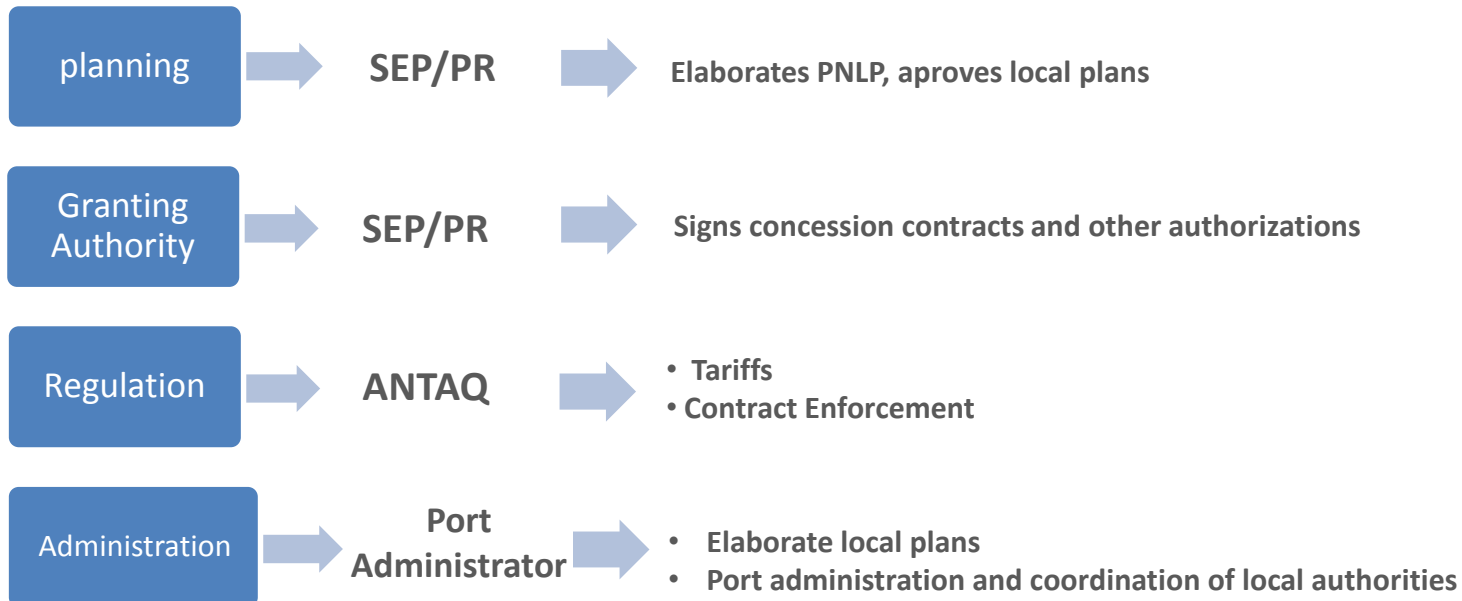 planning
SEP/PR
Elaborates PNLP, aproves local plans
Granting
Authority
SEP/PR
Signs concession contracts and other authorizations
Regulation
ANTAQ
• Tariffs
• Contract Enforcement
Administration
Port
Administrator
• Elaborate local plans
• Port administration and coordination of local authorities